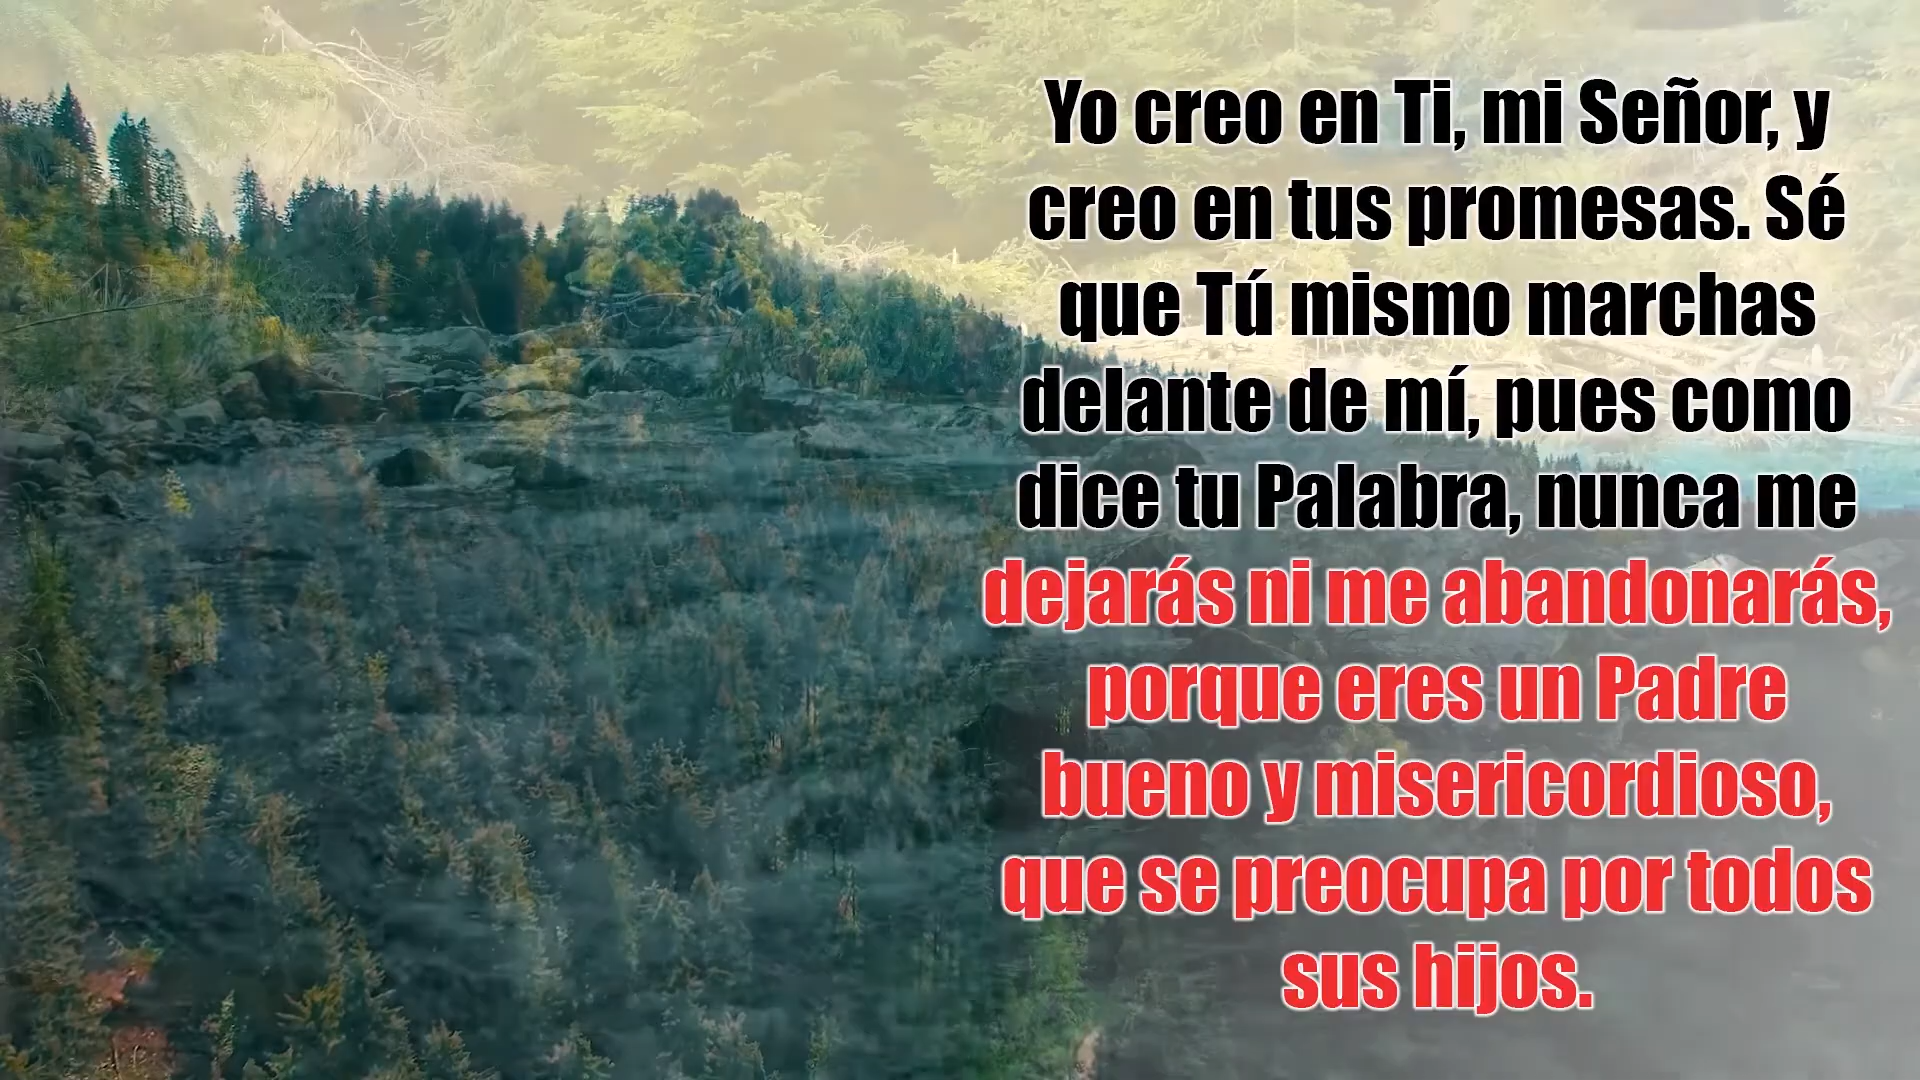 Yo creo en Ti, mi Señor, y
creo en tus promesas. Sé
que Tú mismo marchas
delante de mí, pues como
dice tu Palabra, nunca me
dejarás ni me abandonarás,
porque eres un Padre
bueno y misericordioso,
que se preocupa por todos
sus hijos.